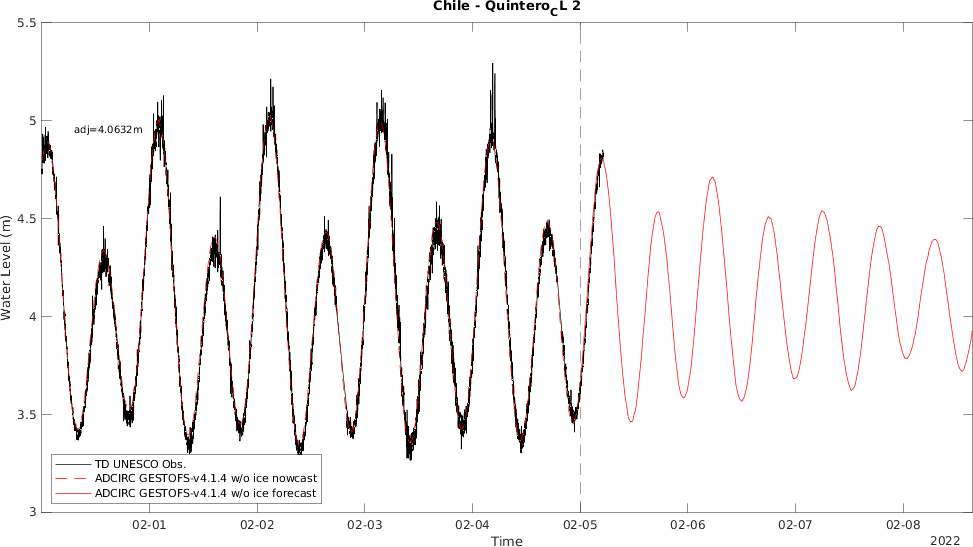 Chile - Quintero_CL 2
5.5
5
adj=4.0632m
4.5
Water Level (m)
4
3.5
TD UNESCO Obs.
ADCIRC GESTOFS-v4.1.4 w/o ice nowcast
ADCIRC GESTOFS-v4.1.4 w/o ice forecast
3
02-01 02-02 02-03 02-04 02-05 02-06 02-07 02-08
Time
2022